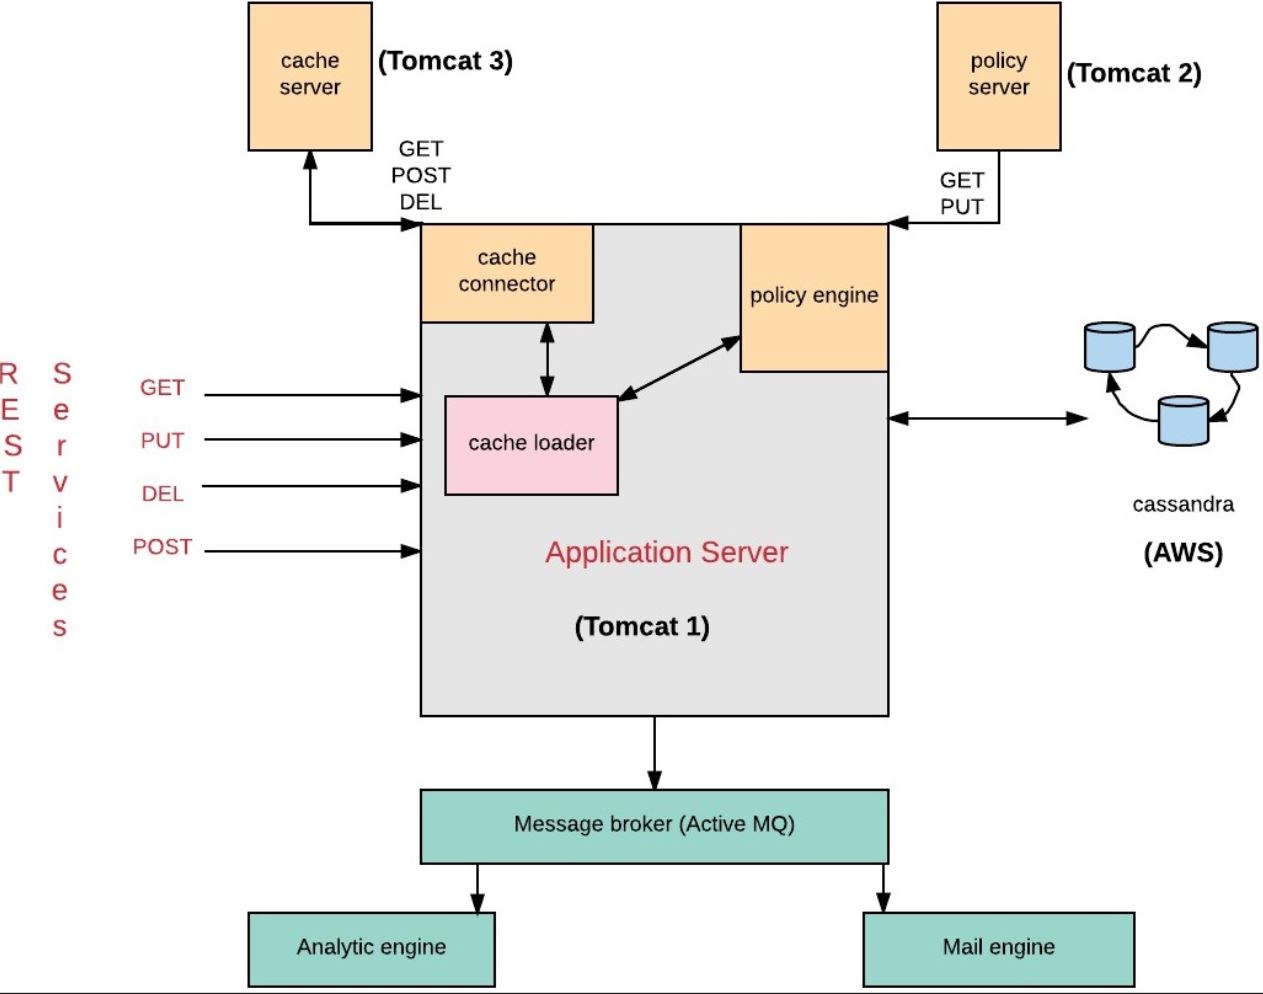 cache
server
(Tomcat 3)
policy
server
(Tomcat 2)
GET
POST
DEL
GET
PUT
cache
connector
policy engine
REST
Services
GET
PUT
DEL
POST
cache loader
Application Server
(Tomcat 1)
cassandra
(AWS)
Message broker (Active MQ)
Analytic engine
Mail engine